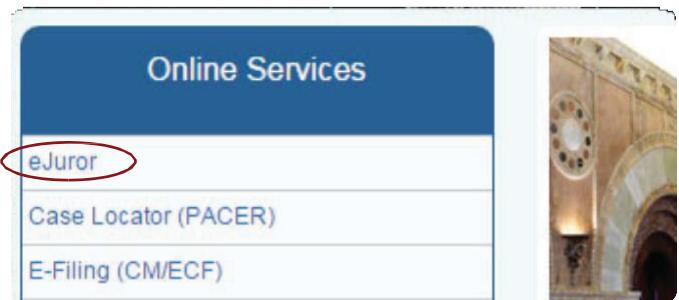 Online Services
eJuror
Case Locator (PACER)
E-Filing (CM/ECF)